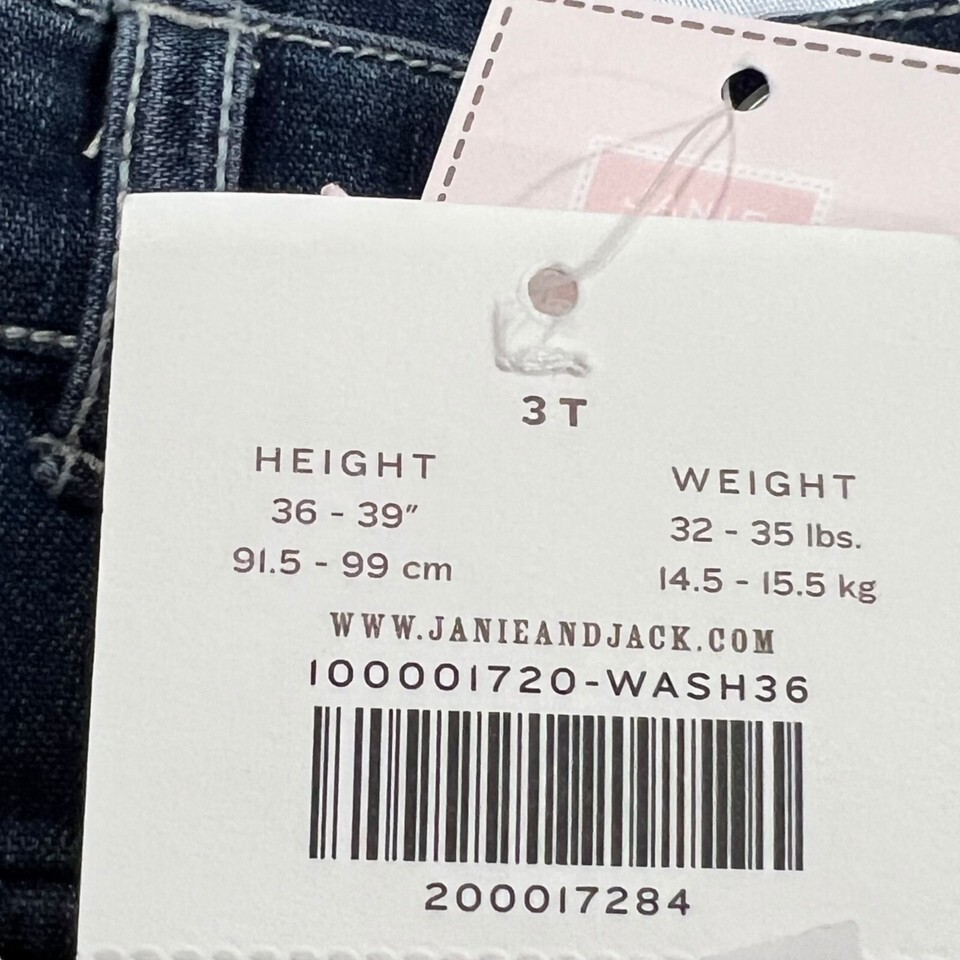 JANIE
3T
HEIGHT
36 - 39"
91.5 - 99 cm
WEIGHT
32 - 35 lbs.
14.5 - 15.5 kg
WWW.JANIEANDJACK.COM
100001720-WASH36
200017284